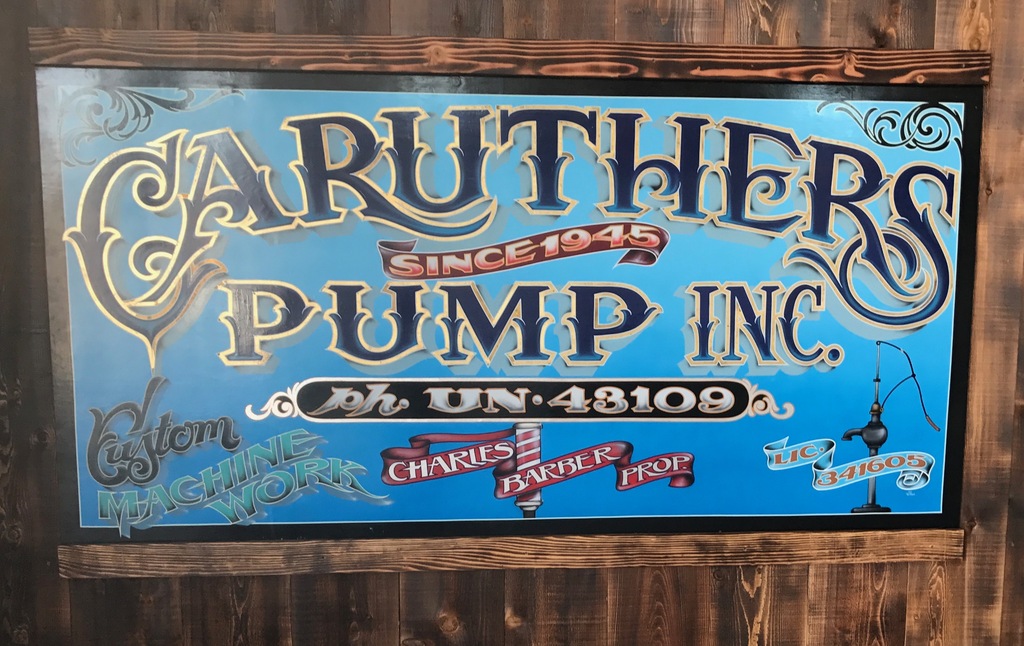 CARUTHERS
SINCE 1945
PUMP INC.
ph. UN·43109
Custom
MACHINE
WORK
CHARLES
BARBER
PROP.
LIC.
341605